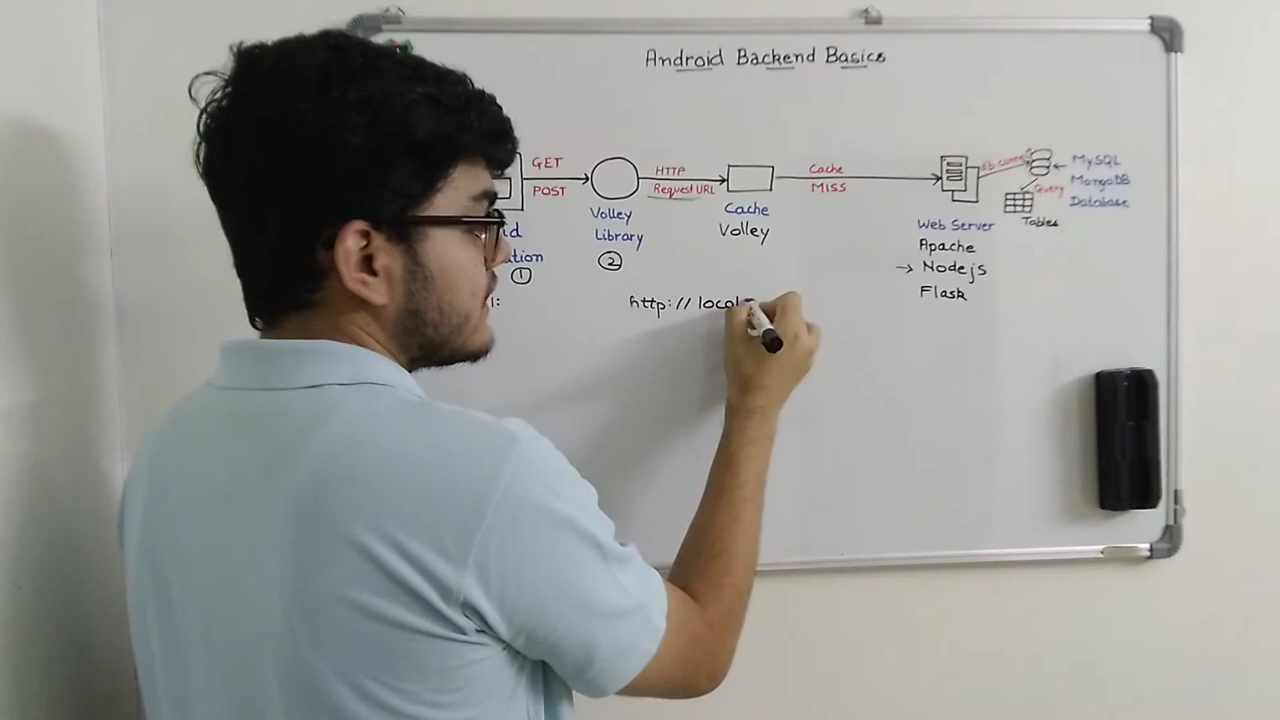 Android Backend Basics
GET
POST
HTTP
Request URL
Cache
MISS
db connect
Query
MySQL
MongoDB
Database
Tables
id
ation
1
Volley
Library
2
Cache
Volley
Web Server
Apache
→ Nodejs
Flask
l:
http:// local